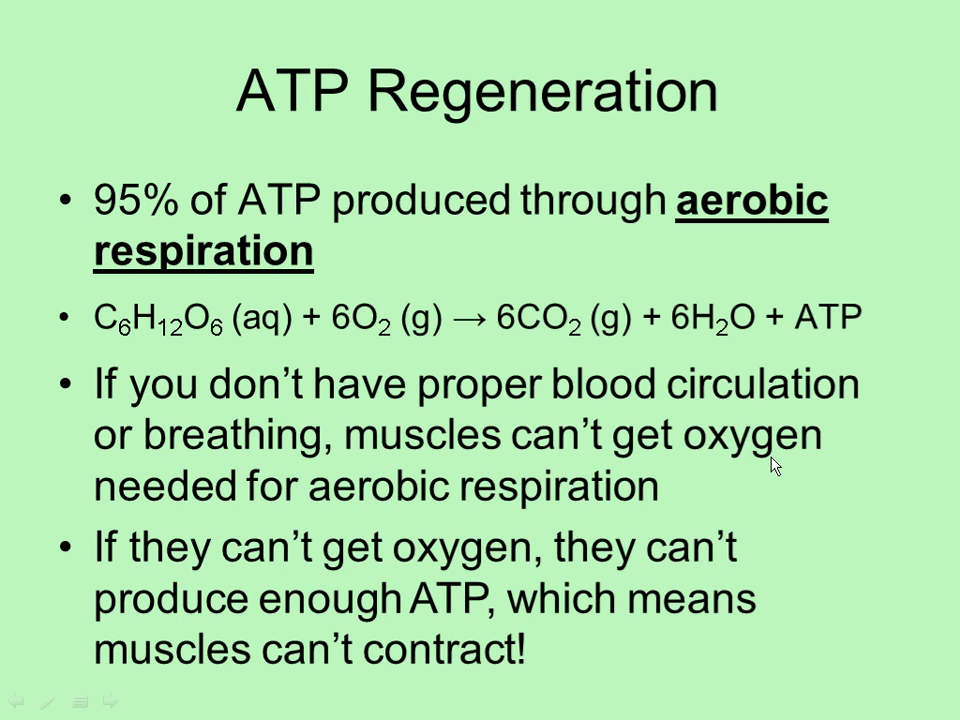 ATP Regeneration
• 95% of ATP produced through aerobic
respiration
• C₆H₁₂O₆ (aq) + 6O₂ (g) → 6CO₂ (g) + 6H₂O + ATP
• If you don’t have proper blood circulation
or breathing, muscles can’t get oxygen
needed for aerobic respiration
• If they can’t get oxygen, they can’t
produce enough ATP, which means
muscles can’t contract!